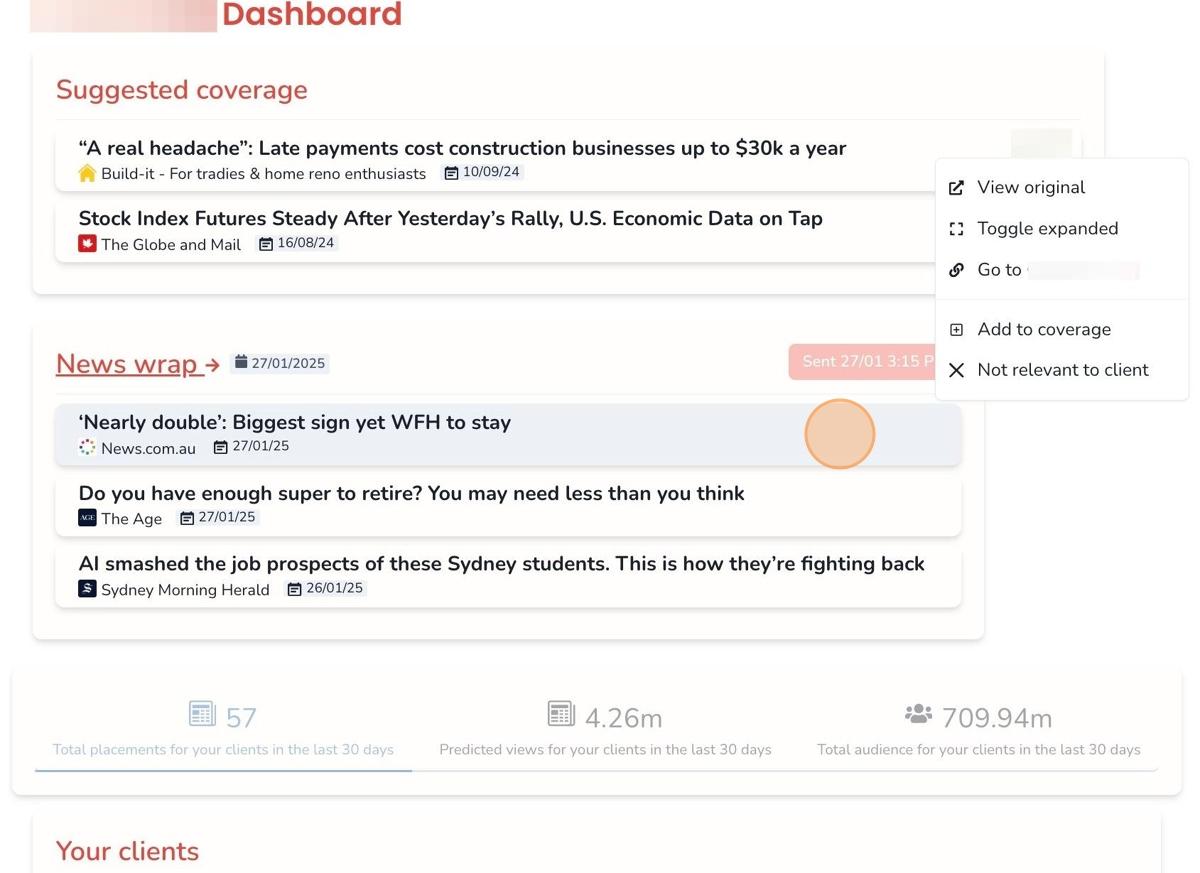 Dashboard
Suggested coverage
“A real headache”: Late payments cost construction businesses up to $30k a year
Build-it - For tradies & home reno enthusiasts 10/09/24
Stock Index Futures Steady After Yesterday’s Rally, U.S. Economic Data on Tap
The Globe and Mail 16/08/24
View original
Toggle expanded
Go to
Add to coverage
Not relevant to client
News wrap → 27/01/2025
Sent 27/01 3:15 P
‘Nearly double’: Biggest sign yet WFH to stay
News.com.au 27/01/25
Do you have enough super to retire? You may need less than you think
AGE The Age 27/01/25
AI smashed the job prospects of these Sydney students. This is how they’re fighting back
S Sydney Morning Herald 26/01/25
57
Total placements for your clients in the last 30 days
4.26m
Predicted views for your clients in the last 30 days
709.94m
Total audience for your clients in the last 30 days
Your clients